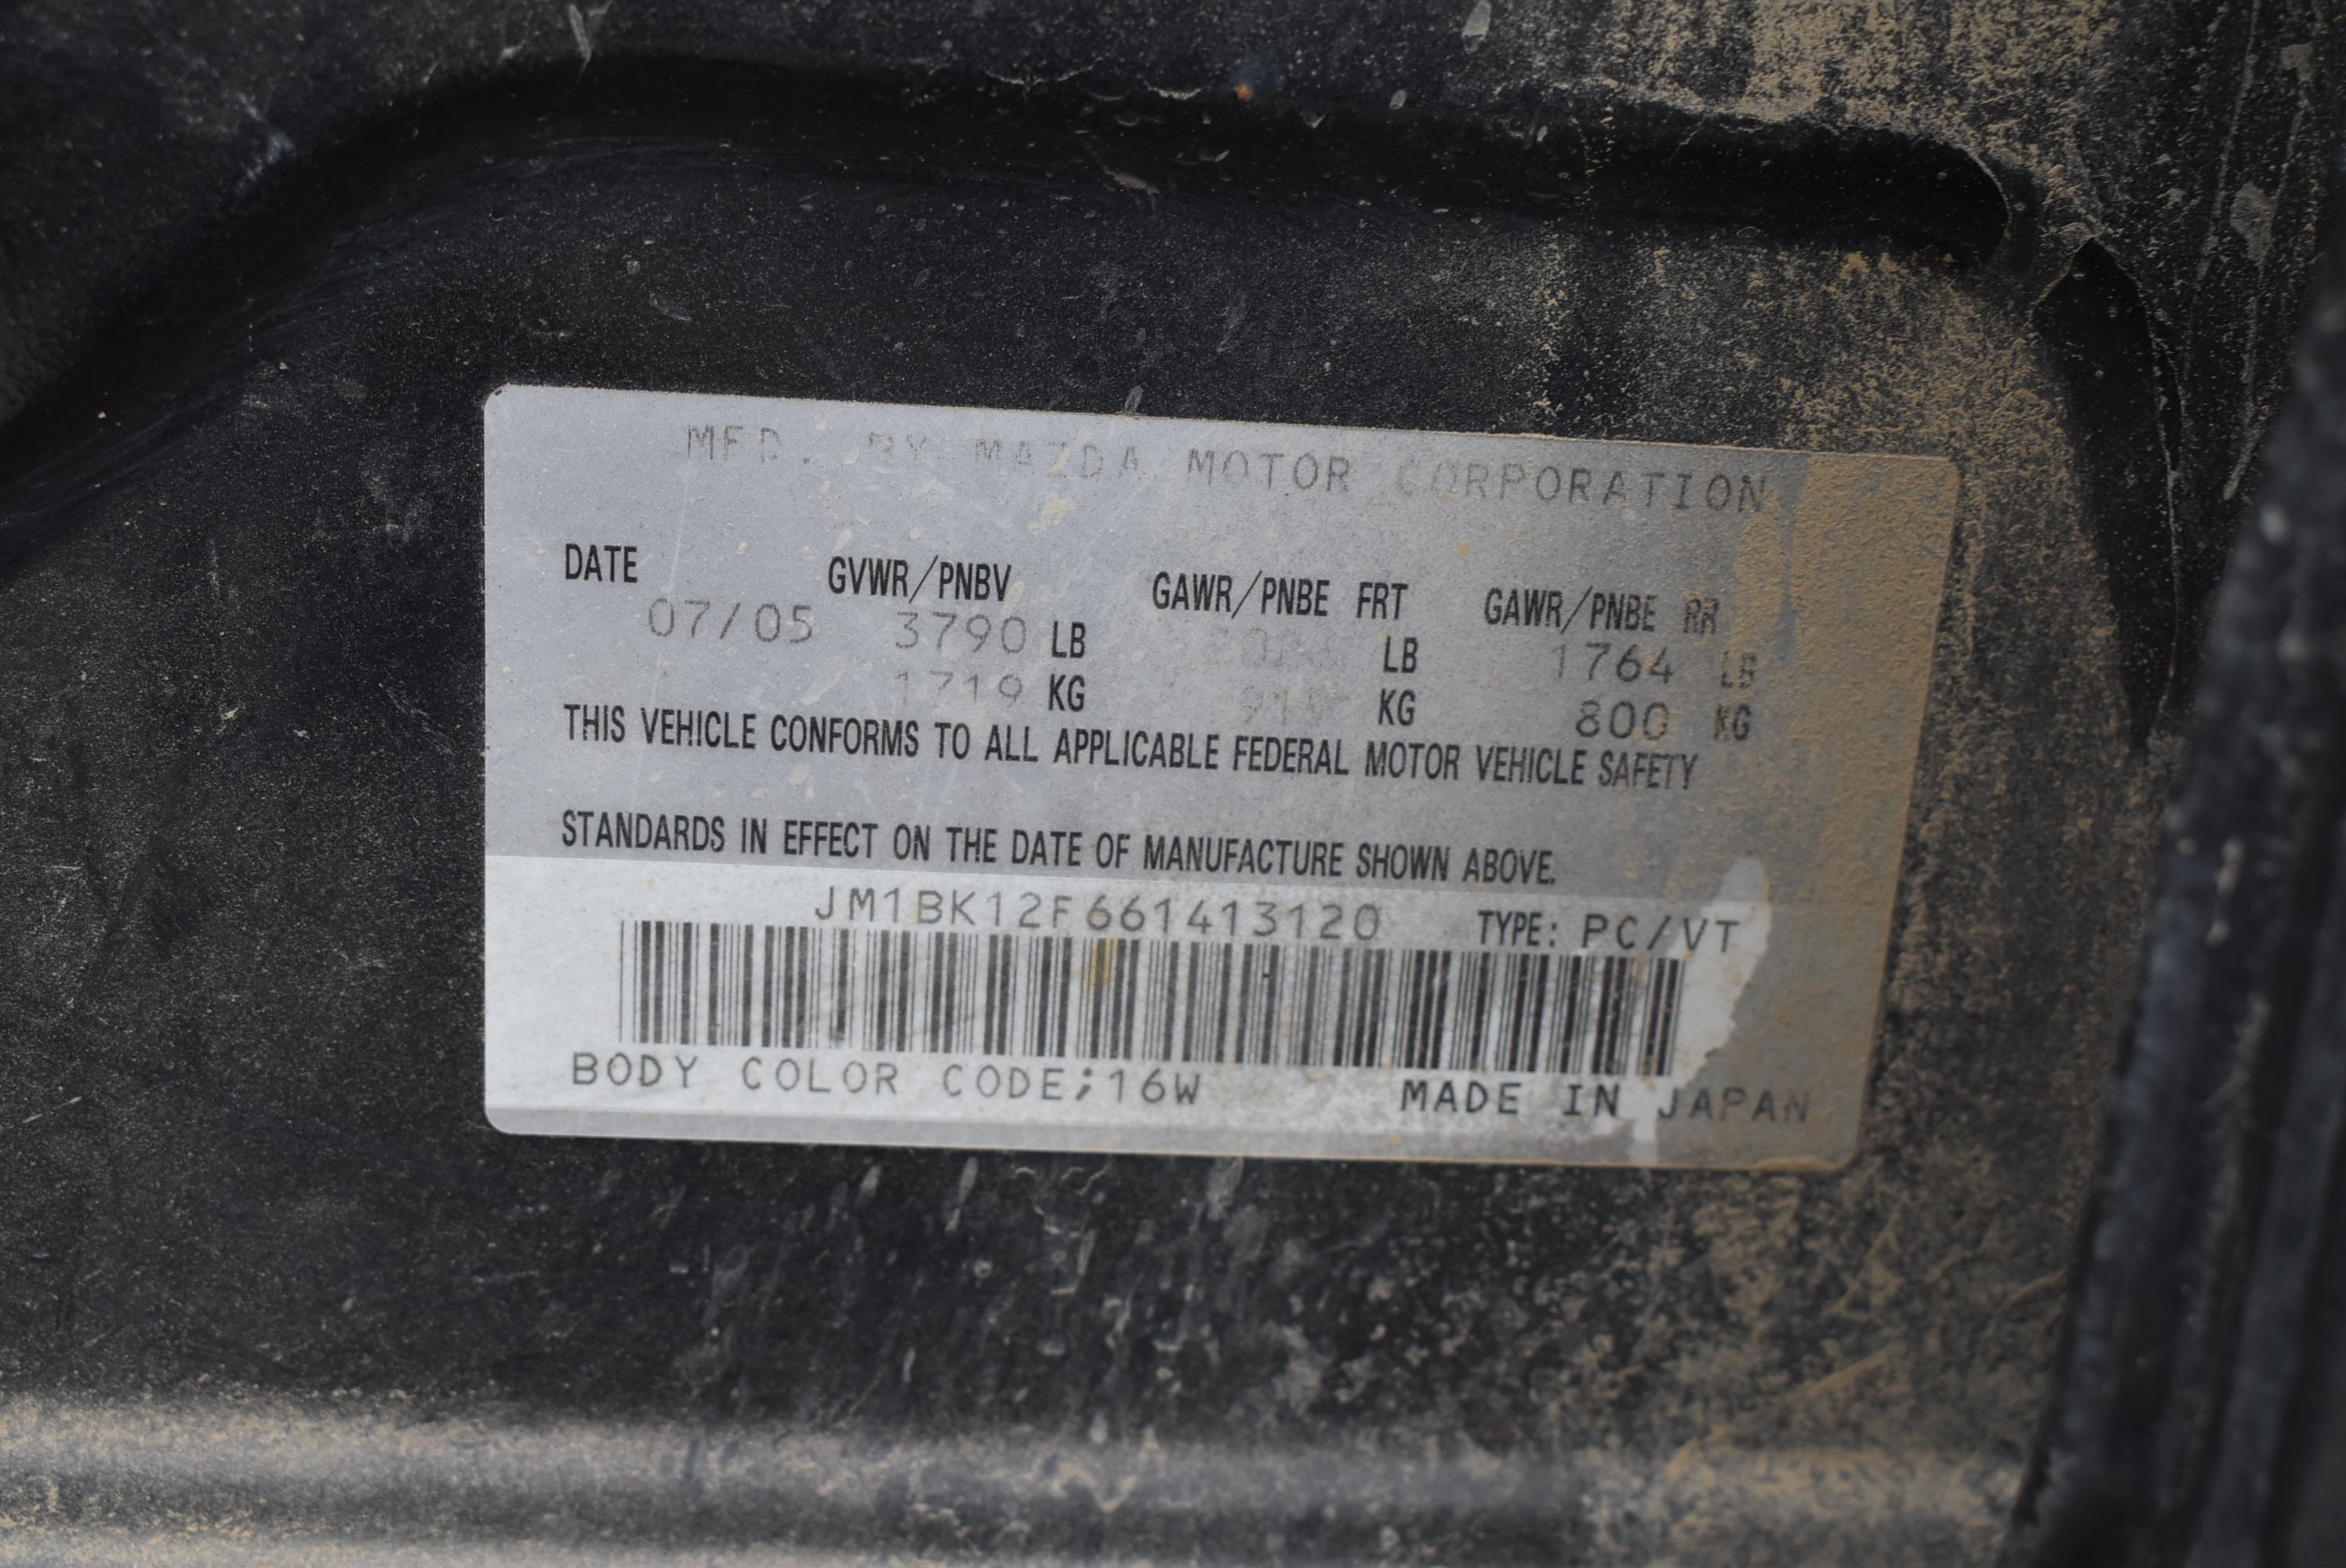 MFD. BY MAZDA MOTOR CORPORATION
DATE GVWR/PNBV GAWR/PNBE FRT GAWR/PNBE RR
07/05 3790 LB LB 1764 LB
1719 KG KG 800 KG
THIS VEHICLE CONFORMS TO ALL APPLICABLE FEDERAL MOTOR VEHICLE SAFETY
STANDARDS IN EFFECT ON THE DATE OF MANUFACTURE SHOWN ABOVE.
JM1BK12F661413120 TYPE: PC/VT
BODY COLOR CODE;16W MADE IN JAPAN